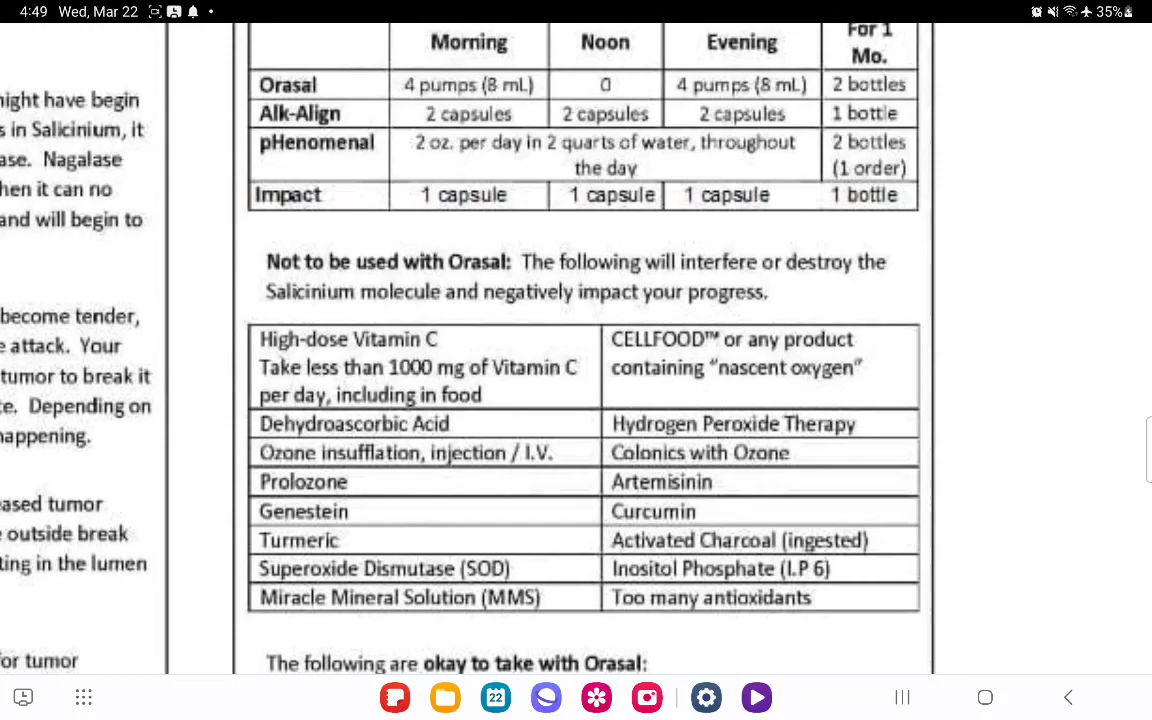 4:49 Wed, Mar 22 • 35%
Morning Noon Evening For 1
Mo.
Orasal 4 pumps (8 mL) 0 4 pumps (8 mL) 2 bottles
Alk-Align 2 capsules 2 capsules 2 capsules 1 bottle
pHenomenal 2 oz. per day in 2 quarts of water, throughout 2 bottles
the day (1 order)
Impact 1 capsule 1 capsule 1 capsule 1 bottle
Not to be used with Orasal: The following will interfere or destroy the
Salicinium molecule and negatively impact your progress.
High-dose Vitamin C CELLFOOD™ or any product
Take less than 1000 mg of Vitamin C containing "nascent oxygen"
per day, including in food
Dehydroascorbic Acid Hydrogen Peroxide Therapy
Ozone insufflation, injection / I.V. Colonics with Ozone
Prolozone Artemisinin
Genestein Curcumin
Turmeric Activated Charcoal (ingested)
Superoxide Dismutase (SOD) Inositol Phosphate (I.P 6)
Miracle Mineral Solution (MMS) Too many antioxidants
The following are okay to take with Orasal:
have begin
in Salicinium, it
Nagalase
it can no
and will begin to
become tender,
attack. Your
tumor to break it
Depending on
happening.
tumor
outside break
in the lumen
tumor
22